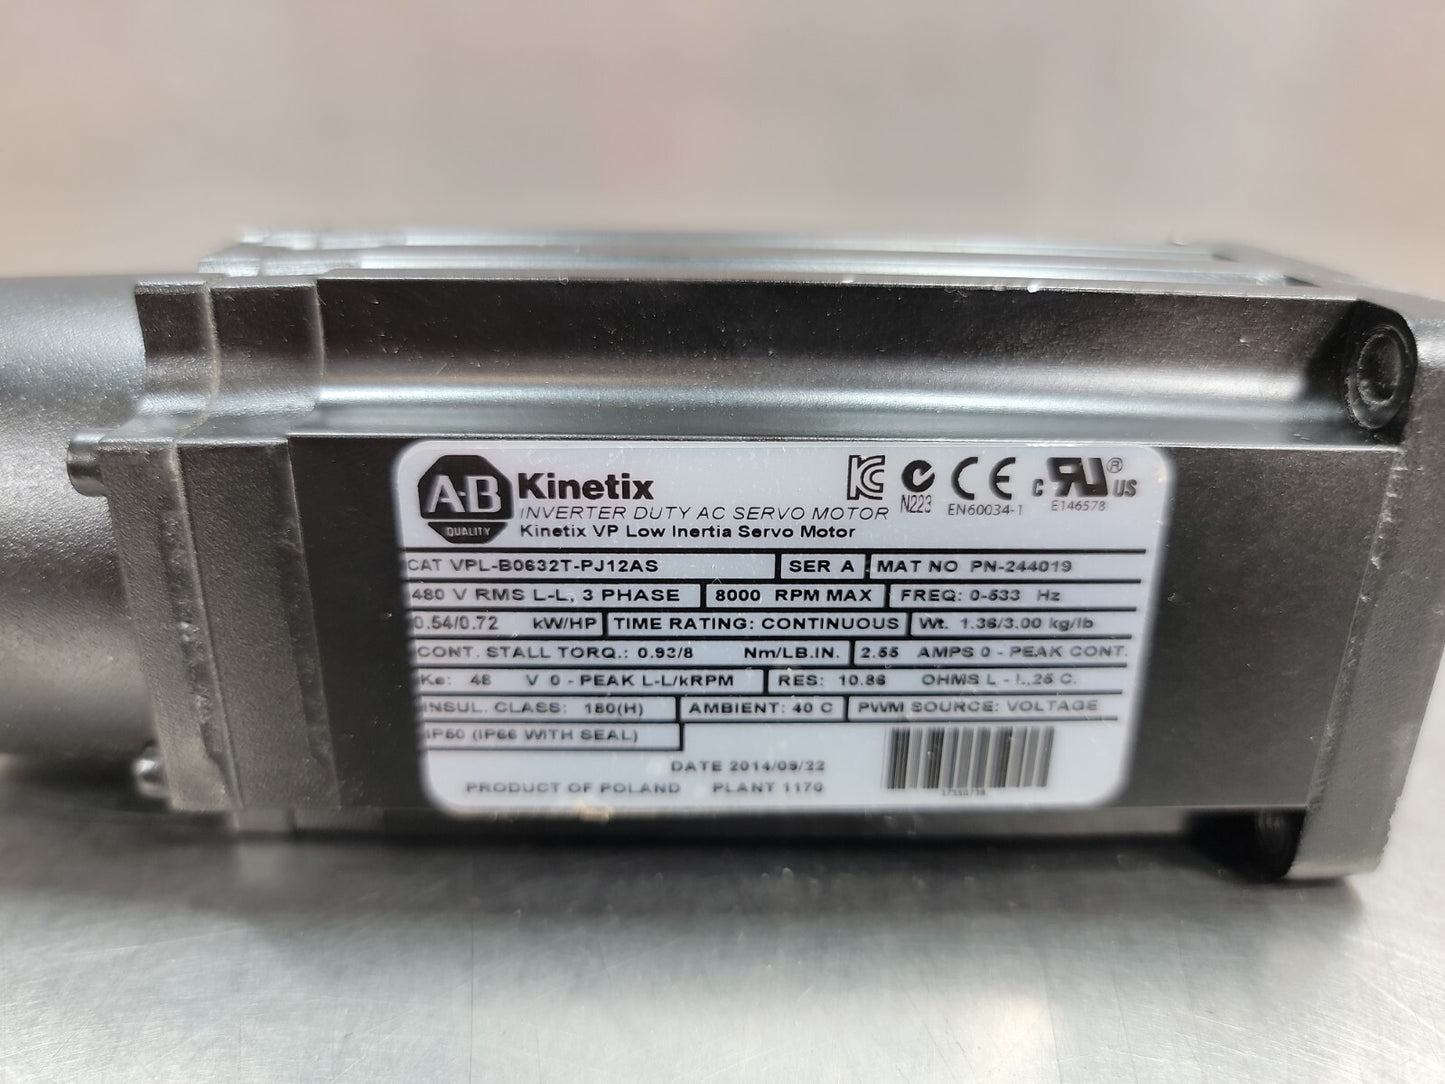 A-B
QUALITY
Kinetix
INVERTER DUTY AC SERVO MOTOR
Kinetix VP Low Inertia Servo Motor
N223
CE
EN60034-1
c RU ® US
E146578
CAT VPL-B0632T-PJ12AS SER A MAT NO PN-244019
480 V RMS L-L, 3 PHASE 8000 RPM MAX FREQ: 0-533 Hz
0.54/0.72 kW/HP TIME RATING: CONTINUOUS Wt. 1.36/3.00 kg/lb
CONT. STALL TORQ.: 0.93/8 Nm/LB.IN. 2.55 AMPS 0 - PEAK CONT.
Ke: 48 V 0 - PEAK L-L/kRPM RES: 10.86 OHMS L - L,25 C.
INSUL. CLASS: 180(H) AMBIENT: 40 C PWM SOURCE: VOLTAGE
IP50 (IP66 WITH SEAL)
DATE 2014/09/22
PRODUCT OF POLAND PLANT 1170